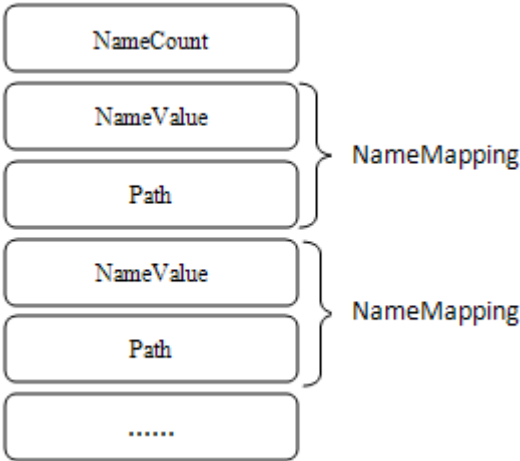 NameCount
NameValue
NameMapping
Path
NameValue
NameMapping
Path
......